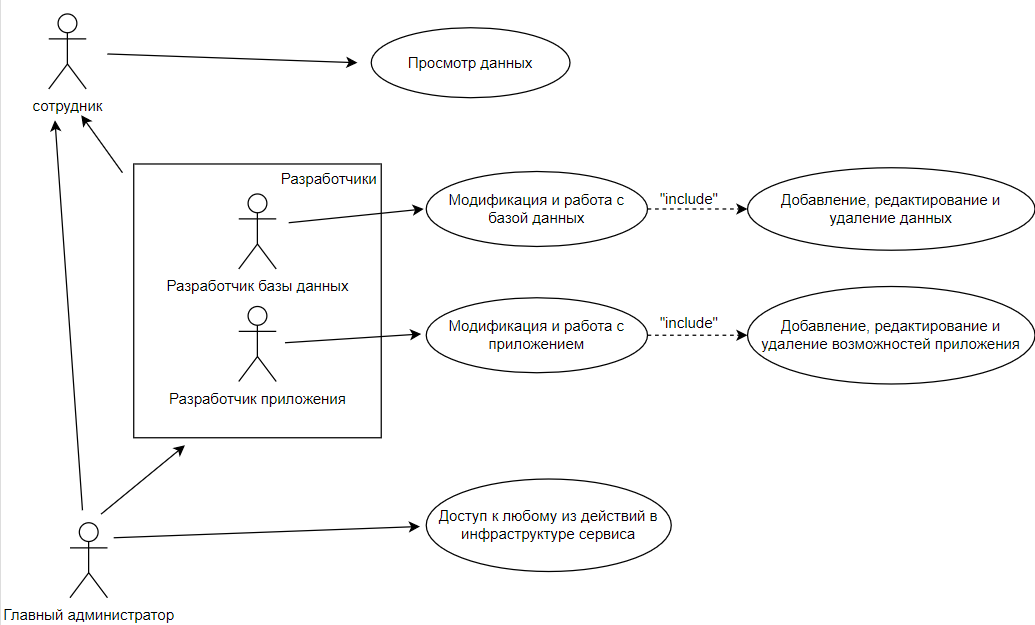 Просмотр данных
сотрудник
Разработчики
Модификация и работа с
базой данных
"include"
Добавление, редактирование и
удаление данных
Разработчик базы данных
Модификация и работа с
приложением
"include"
Добавление, редактирование и
удаление возможностей приложения
Разработчик приложения
Доступ к любому из действий в
инфраструктуре сервиса
Главный администратор